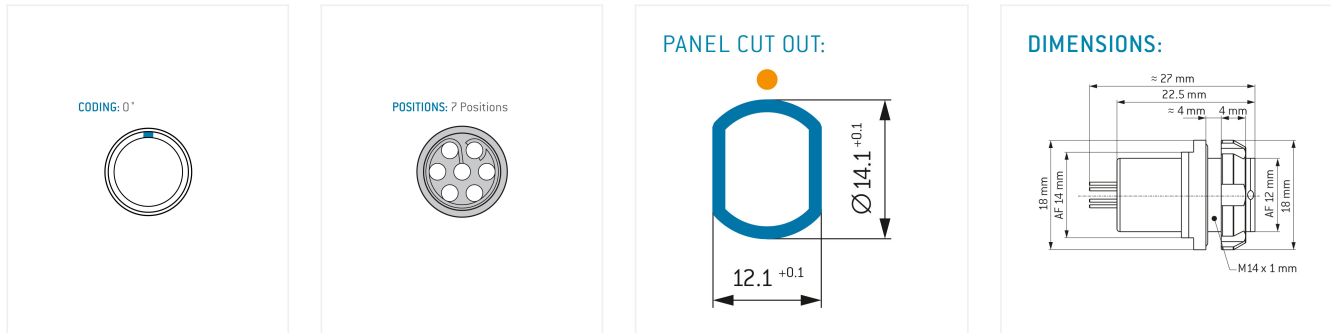 CODING: 0°
POSITIONS: 7 Positions
PANEL CUT OUT:
Ø14.1 +0.1
12.1 +0.1
DIMENSIONS:
≈ 27 mm
22.5 mm
≈ 4 mm 4 mm
18 mm
AF 14 mm
AF 12 mm
18 mm
M14 x 1 mm